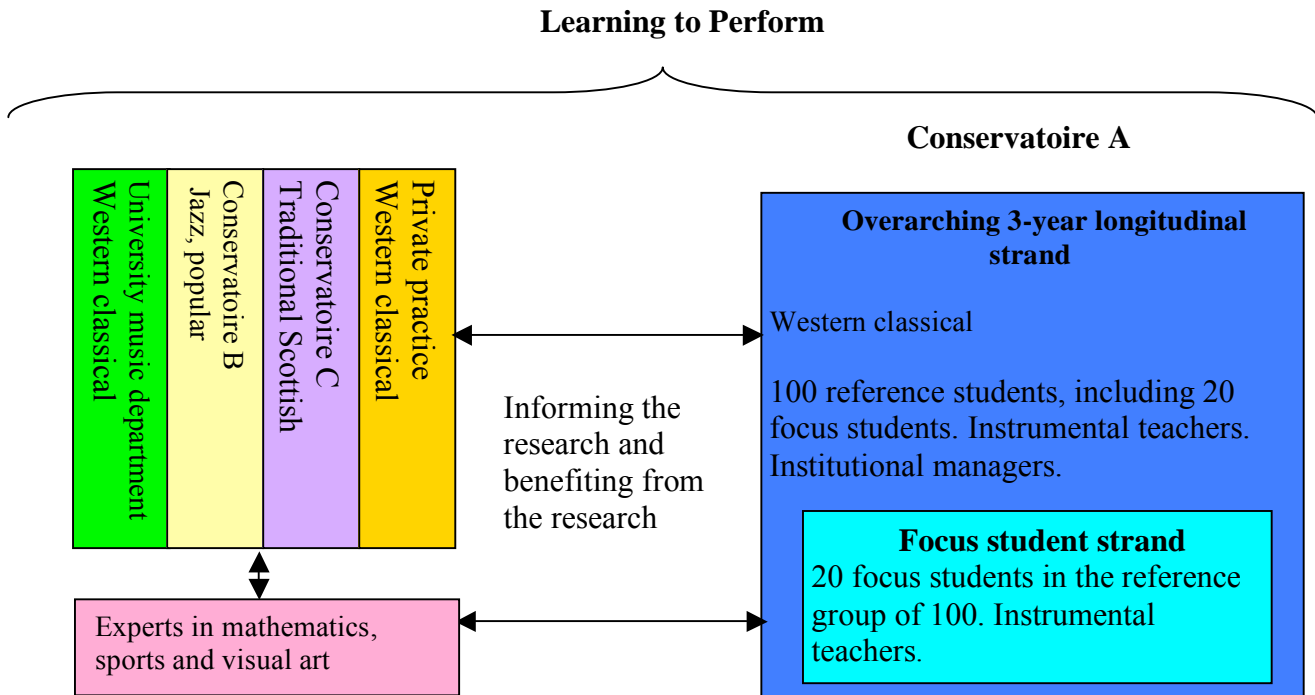 Learning to Perform
Conservatoire A
University music department
Western classical
Conservatoire B
Jazz, popular
Conservatoire C
Traditional Scottish
Private practice
Western classical
Informing the
research and
benefiting from
the research
Experts in mathematics,
sports and visual art
Overarching 3-year longitudinal
strand
Western classical
100 reference students, including 20
focus students. Instrumental teachers.
Institutional managers.
Focus student strand
20 focus students in the reference
group of 100. Instrumental
teachers.